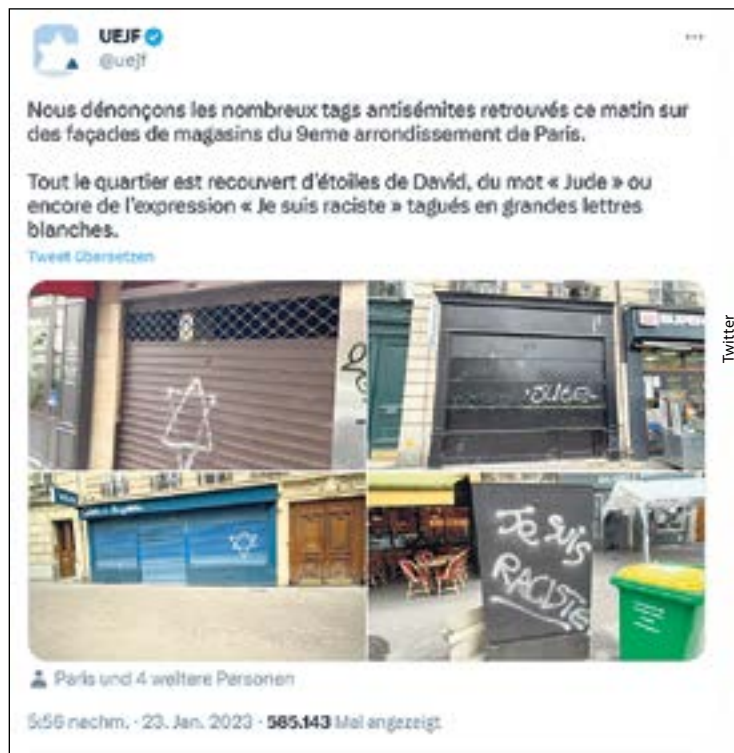 UEJF
@uejf
Nous dénonçons les nombreux tags antisémites retrouvés ce matin sur
des façades de magasins du 9eme arrondissement de Paris.
Tout le quartier est recouvert d'étoiles de David, du mot « Jude » ou
encore de l'expression « Je suis raciste » tagués en grandes lettres
blanches.
Tweet übersetzen
JUDE
Je suis
RACISTE
Paris und 4 weitere Personen
5:56 nachm. · 23. Jan. 2023 · 585.143 Mal angezeigt
Twitter